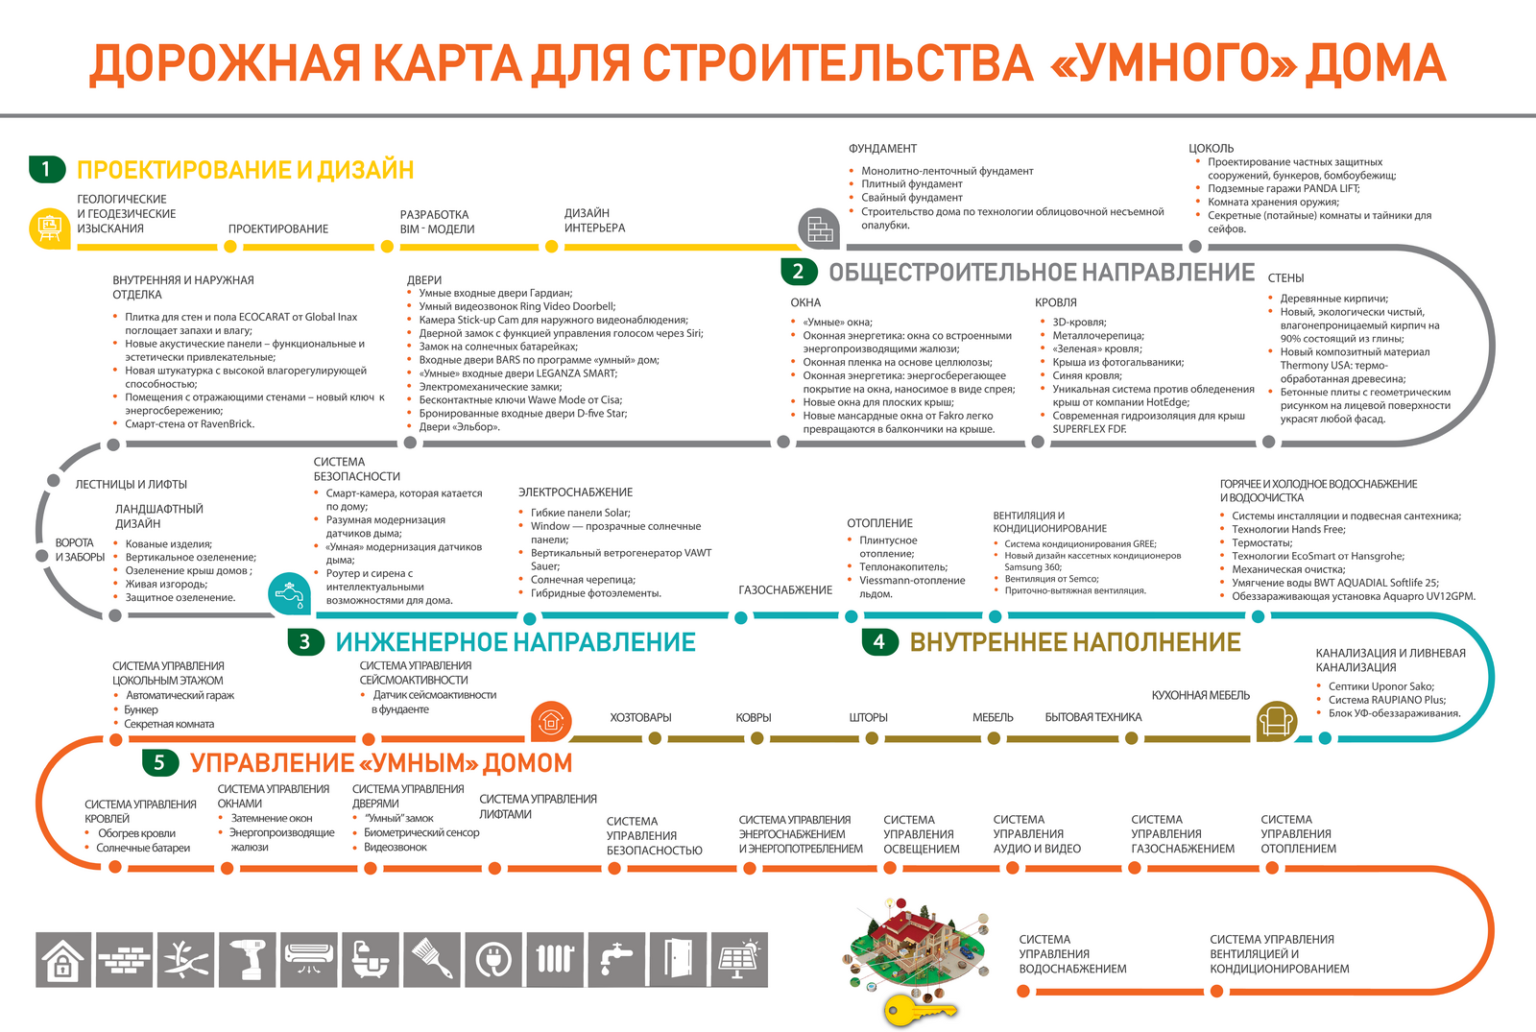 ДОРОЖНАЯ КАРТА ДЛЯ СТРОИТЕЛЬСТВА «УМНОГО» ДОМА
1 ПРОЕКТИРОВАНИЕ И ДИЗАЙН
ГЕОЛОГИЧЕСКИЕ
И ГЕОДЕЗИЧЕСКИЕ
ИЗЫСКАНИЯ
ПРОЕКТИРОВАНИЕ
РАЗРАБОТКА
BIM - МОДЕЛИ
ДИЗАЙН
ИНТЕРЬЕРА
ФУНДАМЕНТ
• Монолитно-ленточный фундамент
• Плитный фундамент
• Свайный фундамент
• Строительство дома по технологии облицовочной несъемной
опалубки.
ЦОКОЛЬ
• Проектирование частных защитных
сооружений, бункеров, бомбоубежищ;
• Подземные гаражи PANDA LIFT;
• Комната хранения оружия;
• Секретные (потайные) комнаты и тайники для
сейфов.
2 ОБЩЕСТРОИТЕЛЬНОЕ НАПРАВЛЕНИЕ
СТЕНЫ
• Деревянные кирпичи;
• Новый, экологически чистый,
влагонепроницаемый кирпич на
90% состоящий из глины;
• Новый композитный материал
Thermony USA: термо-
обработанная древесина;
• Бетонные плиты с геометрическим
рисунком на лицевой поверхности
украсят любой фасад.
КРОВЛЯ
• 3D-кровля;
• Металлочерепица;
• «Зеленая» кровля;
• Крыша из фотогальваники;
• Синяя кровля;
• Уникальная система против обледенения
крыш от компании HotEdge;
• Современная гидроизоляция для крыш
SUPERFLEX FDF.
ОКНА
• «Умные» окна;
• Оконная энергетика: окна со встроенными
энергопроизводящими жалюзи;
• Оконная пленка на основе целлюлозы;
• Оконная энергетика: энергосберегающее
покрытие на окна, наносимое в виде спрея;
• Новые окна для плоских крыш;
• Новые мансардные окна от Fakro легко
превращаются в балкончики на крыше.
ДВЕРИ
• Умные входные двери Гардиан;
• Умный видеозвонок Ring Video Doorbell;
• Камера Stick-up Cam для наружного видеонаблюдения;
• Дверной замок с функцией управления голосом через Siri;
• Замок на солнечных батарейках;
• Входные двери BARS по программе «умный» дом;
• «Умные» входные двери LEGANZA SMART;
• Электромеханические замки;
• Бесконтактные ключи Wawe Mode от Cisa;
• Бронированные входные двери D-five Star;
• Двери «Эльбор».
ВНУТРЕННЯЯ И НАРУЖНАЯ
ОТДЕЛКА
• Плитка для стен и пола ECOCARAT от Global Inax
поглощает запахи и влагу;
• Новые акустические панели – функциональные и
эстетически привлекательные;
• Новая штукатурка с высокой влагорегулирующей
способностью;
• Помещения с отражающими стенами – новый ключ к
энергосбережению;
• Смарт-стена от RavenBrick.
ЛЕСТНИЦЫ И ЛИФТЫ
ВОРОТА
И ЗАБОРЫ
ЛАНДШАФТНЫЙ
ДИЗАЙН
• Кованые изделия;
• Вертикальное озеленение;
• Озеленение крыш домов ;
• Живая изгородь;
• Защитное озеленение.
3 ИНЖЕНЕРНОЕ НАПРАВЛЕНИЕ
СИСТЕМА
БЕЗОПАСНОСТИ
• Смарт-камера, которая катается
по дому;
• Разумная модернизация
датчиков дыма;
• «Умная» модернизация датчиков
дыма;
• Роутер и сирена с
интеллектуальными
возможностями для дома.
ЭЛЕКТРОСНАБЖЕНИЕ
• Гибкие панели Solar;
• Window — прозрачные солнечные
панели;
• Вертикальный ветрогенератор VAWT
Sauer;
• Солнечная черепица;
• Гибридные фотоэлементы.
ГАЗОСНАБЖЕНИЕ
ОТОПЛЕНИЕ
• Плинтусное
отопление;
• Теплонакопитель;
• Viessmann-отопление
льдом.
ВЕНТИЛЯЦИЯ И
КОНДИЦИОНИРОВАНИЕ
• Система кондиционирования GREE;
• Новый дизайн кассетных кондиционеров
Samsung 360;
• Вентиляция от Semco;
• Приточно-вытяжная вентиляция.
ГОРЯЧЕЕ И ХОЛОДНОЕ ВОДОСНАБЖЕНИЕ
И ВОДООЧИСТКА
• Системы инсталляции и подвесная сантехника;
• Технологии Hands Free;
• Термостаты;
• Технологии EcoSmart от Hansgrohe;
• Механическая очистка;
• Умягчение воды BWT AQUADIAL Softlife 25;
• Обеззараживающая установка Aquapro UV12GPM.
КАНАЛИЗАЦИЯ И ЛИВНЕВАЯ
КАНАЛИЗАЦИЯ
• Септики Uponor Sako;
• Система RAUPIANO Plus;
• Блок УФ-обеззараживания.
4 ВНУТРЕННЕЕ НАПОЛНЕНИЕ
КУХОННАЯ МЕБЕЛЬ
БЫТОВАЯ ТЕХНИКА
МЕБЕЛЬ
ШТОРЫ
КОВРЫ
ХОЗТОВАРЫ
5 УПРАВЛЕНИЕ «УМНЫМ» ДОМОМ
СИСТЕМА УПРАВЛЕНИЯ
СЕЙСМОАКТИВНОСТИ
• Датчик сейсмоактивности
в фундаенте
СИСТЕМА УПРАВЛЕНИЯ
ЦОКОЛЬНЫМ ЭТАЖОМ
• Автоматический гараж
• Бункер
• Секретная комната
СИСТЕМА УПРАВЛЕНИЯ
КРОВЛЕЙ
• Обогрев кровли
• Солнечные батареи
СИСТЕМА УПРАВЛЕНИЯ
ОКНАМИ
• Затемнение окон
• Энергопроизводящие
жалюзи
СИСТЕМА УПРАВЛЕНИЯ
ДВЕРЯМИ
• "Умный" замок
• Биометрический сенсор
• Видеозвонок
СИСТЕМА УПРАВЛЕНИЯ
ЛИФТАМИ
СИСТЕМА
УПРАВЛЕНИЯ
БЕЗОПАСНОСТЬЮ
СИСТЕМА УПРАВЛЕНИЯ
ЭНЕРГОСНАБЖЕНИЕМ
И ЭНЕРГОПОТРЕБЛЕНИЕМ
СИСТЕМА
УПРАВЛЕНИЯ
ОСВЕЩЕНИЕМ
СИСТЕМА
УПРАВЛЕНИЯ
АУДИО И ВИДЕО
СИСТЕМА
УПРАВЛЕНИЯ
ГАЗОСНАБЖЕНИЕМ
СИСТЕМА
УПРАВЛЕНИЯ
ОТОПЛЕНИЕМ
СИСТЕМА
УПРАВЛЕНИЯ
ВОДОСНАБЖЕНИЕМ
СИСТЕМА УПРАВЛЕНИЯ
ВЕНТИЛЯЦИЕЙ И
КОНДИЦИОНИРОВАНИЕМ